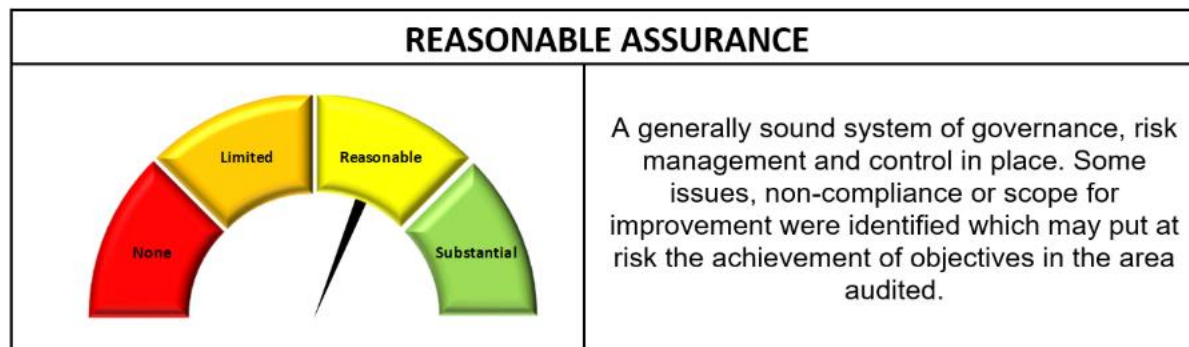 REASONABLE ASSURANCE
Limited
Reasonable
None
Substantial
A generally sound system of governance, risk
management and control in place. Some
issues, non-compliance or scope for
improvement were identified which may put at
risk the achievement of objectives in the area
audited.